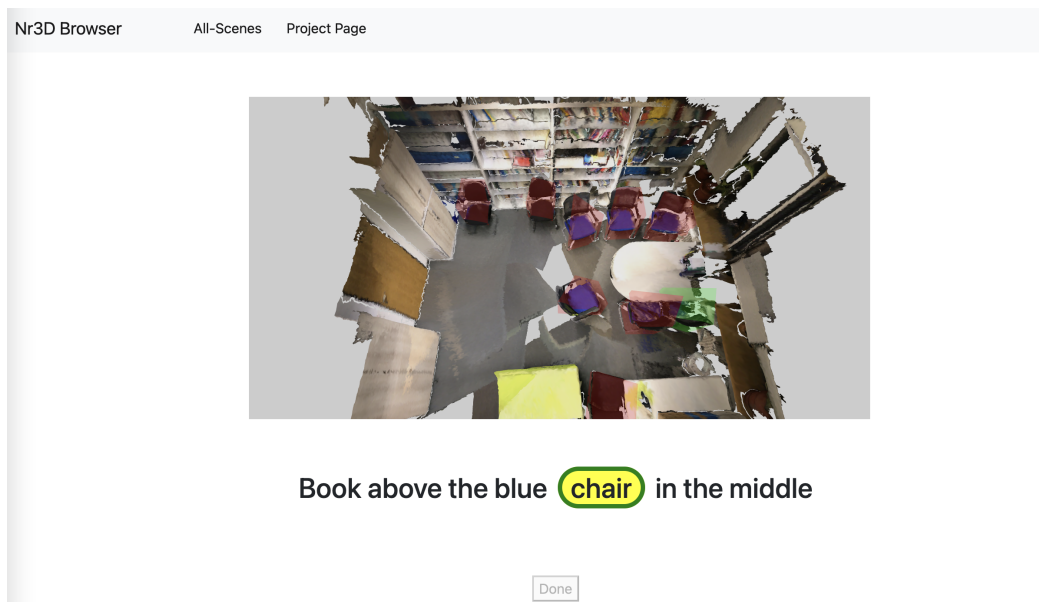 Nr3D Browser All-Scenes Project Page
Book above the blue chair in the middle
Done